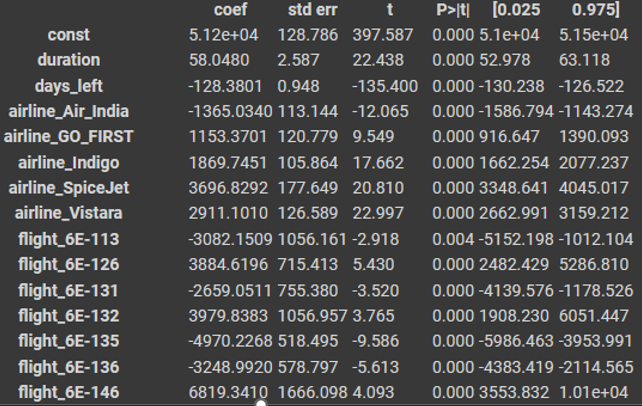 coef std err t P>|t| [0.025 0.975]
const 5.12e+04 128.786 397.587 0.000 5.1e+04 5.15e+04
duration 58.0480 2.587 22.438 0.000 52.978 63.118
days_left -128.3801 0.948 -135.400 0.000 -130.238 -126.522
airline_Air_India -1365.0340 113.144 -12.065 0.000 -1586.794 -1143.274
airline_GO_FIRST 1153.3701 120.779 9.549 0.000 916.647 1390.093
airline_Indigo 1869.7451 105.864 17.662 0.000 1662.254 2077.237
airline_SpiceJet 3696.8292 177.649 20.810 0.000 3348.641 4045.017
airline_Vistara 2911.1010 126.589 22.997 0.000 2662.991 3159.212
flight_6E-113 -3082.1509 1056.161 -2.918 0.004 -5152.198 -1012.104
flight_6E-126 3884.6196 715.413 5.430 0.000 2482.429 5286.810
flight_6E-131 -2659.0511 755.380 -3.520 0.000 -4139.576 -1178.526
flight_6E-132 3979.8383 1056.957 3.765 0.000 1908.230 6051.447
flight_6E-135 -4970.2268 518.495 -9.586 0.000 -5986.463 -3953.991
flight_6E-136 -3248.9920 578.797 -5.613 0.000 -4383.419 -2114.565
flight_6E-146 6819.3410 1666.098 4.093 0.000 3553.832 1.01e+04